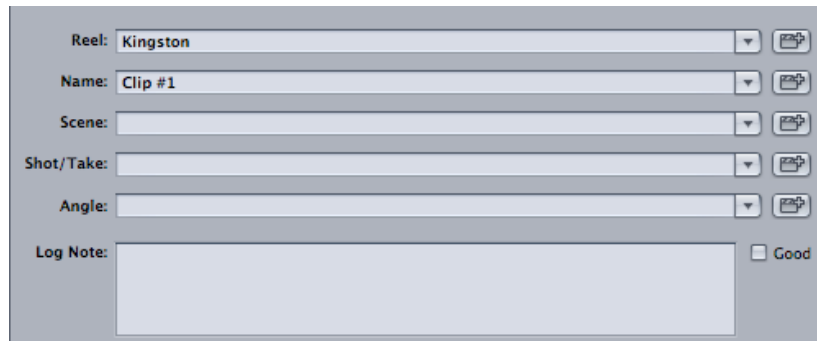 Reel: Kingston
Name: Clip #1
Scene:
Shot/Take:
Angle:
Log Note:
Good